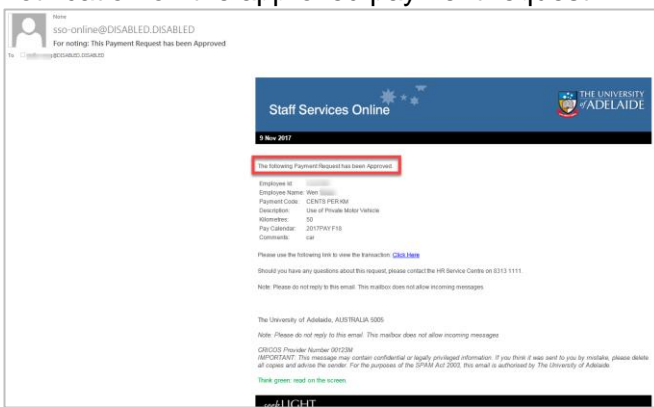 notification on the approved payment request
None
sso-online@DISABLED.DISABLED
For noting: This Payment Request has been Approved
To
@DISABLED.DISABLED
Staff Services Online
THE UNIVERSITY
of ADELAIDE
9 Nov 2017
The following Payment Request has been Approved.
Employee Id
Employee Name: Wen
Payment Code: CENTS PER KM
Description: Use of Private Motor Vehicle
Kilometres: 50
Pay Calendar: 2017PAY F16
Comments: car
Please use the following link to view the transaction: Click Here
Should you have any questions about this request, please contact the HR Service Centre on 8313 1111
Note: Please do not reply to this email. This mailbox does not allow incoming messages
The University of Adelaide, AUSTRALIA 5005
Note: Please do not reply to this email. This mailbox does not allow incoming messages
CRICOS Provider Number 00123M
IMPORTANT: This message may contain confidential or legally privileged information. If you think it was sent to you by mistake, please delete
all copies and advise the sender. For the purposes of the SPAM Act 2003, this email is authorised by The University of Adelaide.
Think green: read on the screen.
seek LIGHT